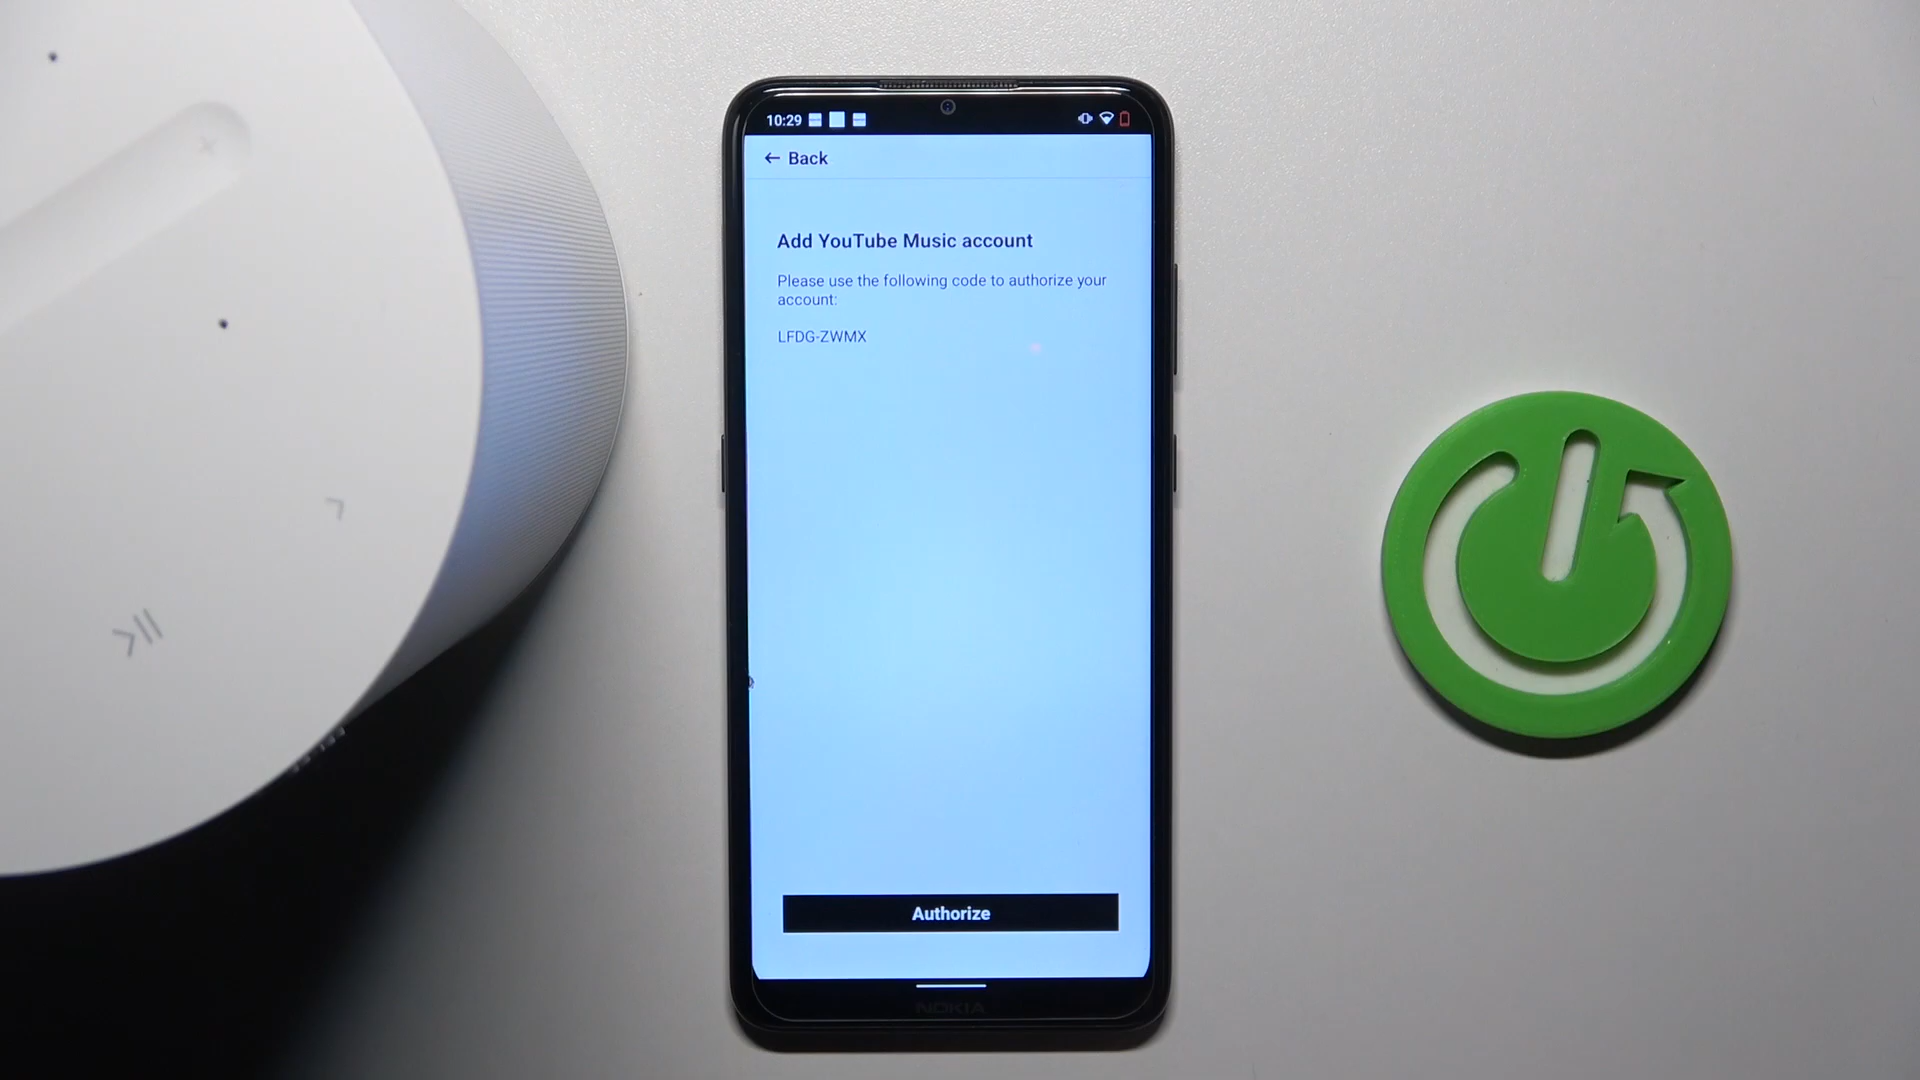 10:29
← Back
Add YouTube Music account
Please use the following code to authorize your
account:
LFDG-ZWMX
Authorize
NOKIA